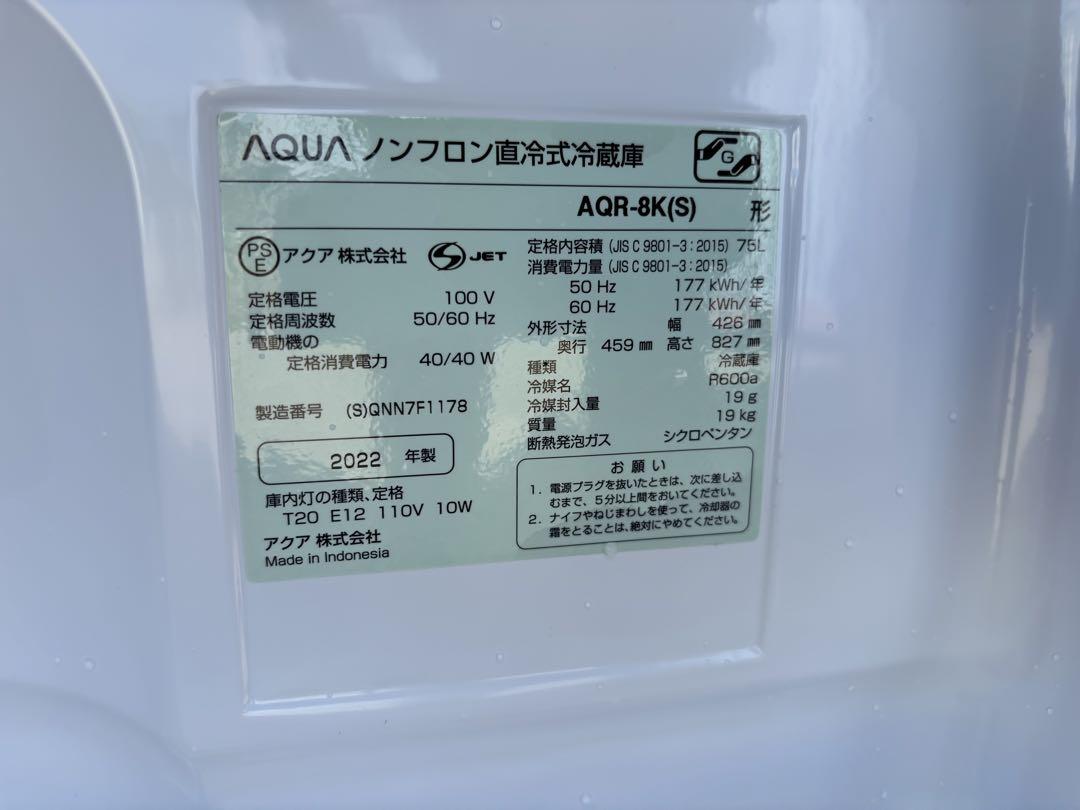 AQUA ノンフロン直冷式冷蔵庫
G
AQR-8K(S) 形
PSE アクア 株式会社 S JET
定格電圧 100 V
定格周波数 50/60 Hz
電動機の
定格消費電力 40/40 W
製造番号 (S)QNN7F1178
2022 年製
庫内灯の種類、定格
T20 E12 110V 10W
アクア 株式会社
Made in Indonesia
定格内容積 (JIS C 9801-3:2015) 75L
消費電力量 (JIS C 9801-3:2015)
50 Hz 177 kWh/年
60 Hz 177 kWh/年
外形寸法 幅 426 mm
奥行 459 mm 高さ 827 mm
種類 冷蔵庫
冷媒名 R600a
冷媒封入量 19 g
質量 19 kg
断熱発泡ガス シクロペンタン
お願い
1. 電源プラグを抜いたときは、次に差し込
むまで、5分以上間をおいてください。
2. ナイフやねじまわしを使って、冷却器の
霜をとることは、絶対にやめてください。